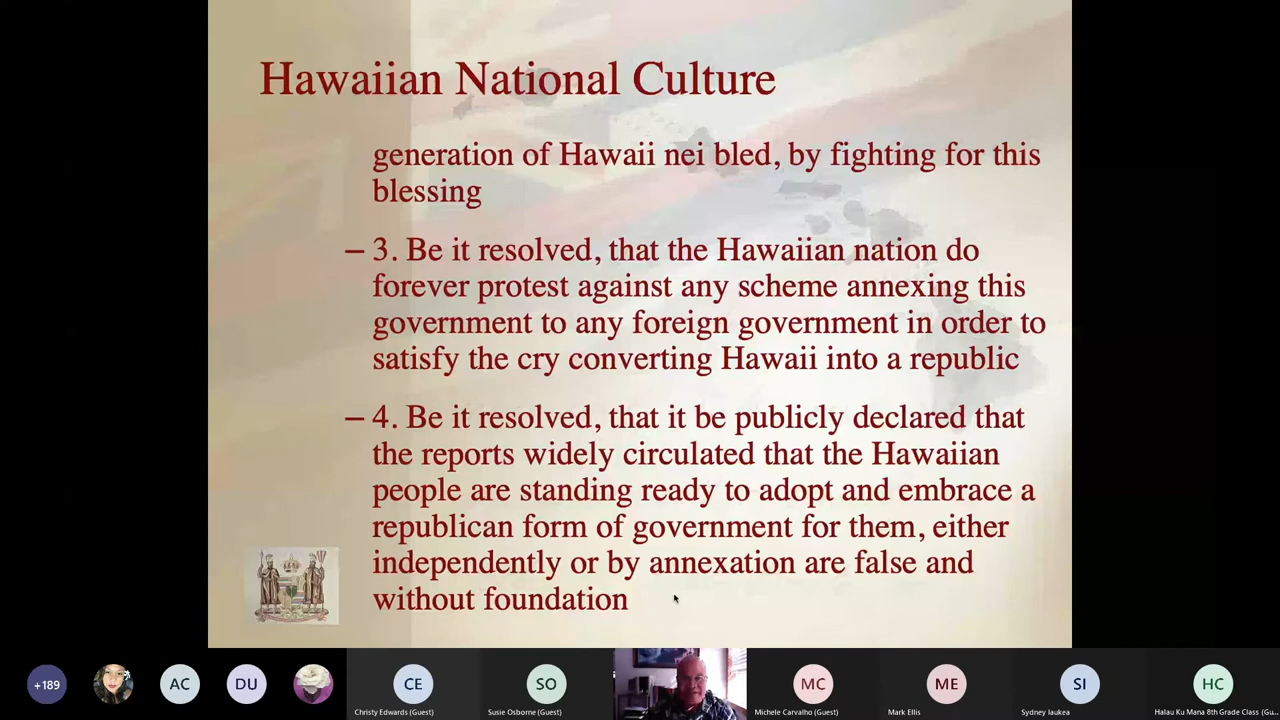 Hawaiian National Culture
generation of Hawaii nei bled, by fighting for this
blessing
– 3. Be it resolved, that the Hawaiian nation do
forever protest against any scheme annexing this
government to any foreign government in order to
satisfy the cry converting Hawaii into a republic
– 4. Be it resolved, that it be publicly declared that
the reports widely circulated that the Hawaiian
people are standing ready to adopt and embrace a
republican form of government for them, either
independently or by annexation are false and
without foundation
+189
AC
DU
CE
SO
MC
ME
SI
HC
Christy Edwards (Guest)
Susie Osborne (Guest)
Michele Carvalho (Guest)
Mark Ellis
Sydney Iaukea
Halau Ku Mana 8th Grade Class (Gu...